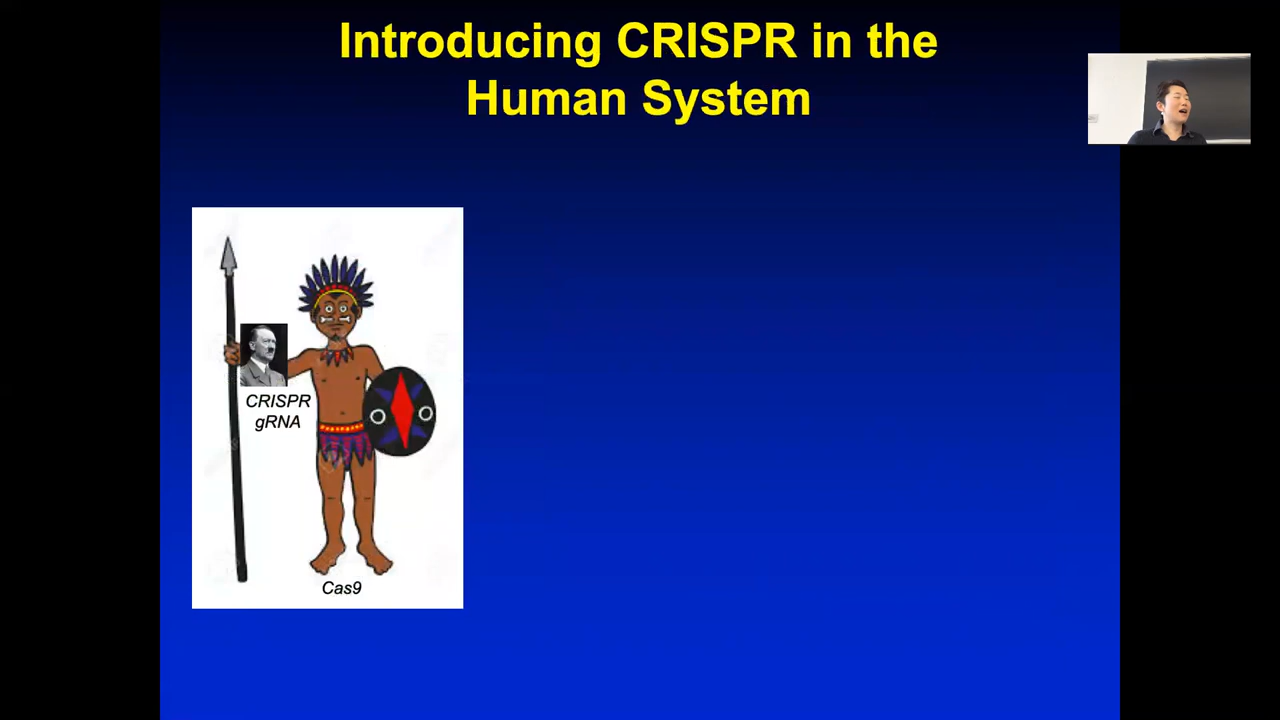 Introducing CRISPR in the
Human System
CRISPR
gRNA
Cas9